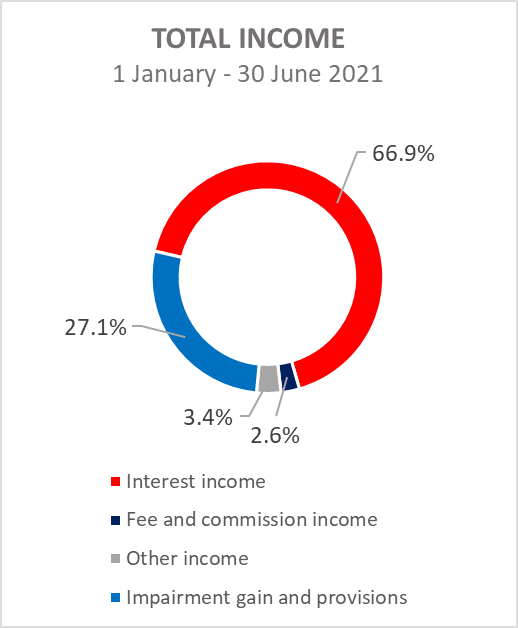 TOTAL INCOME
1 January - 30 June 2021
66.9%
27.1%
3.4%
2.6%
Interest income
Fee and commission income
Other income
Impairment gain and provisions